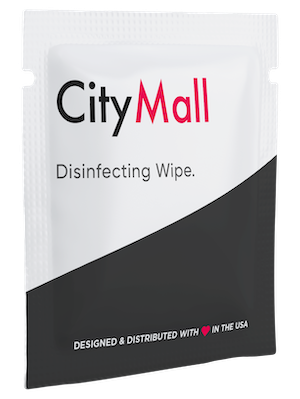 CityMall
Disinfecting Wipe.
DESIGNED & DISTRIBUTED WITH ♥ IN THE USA